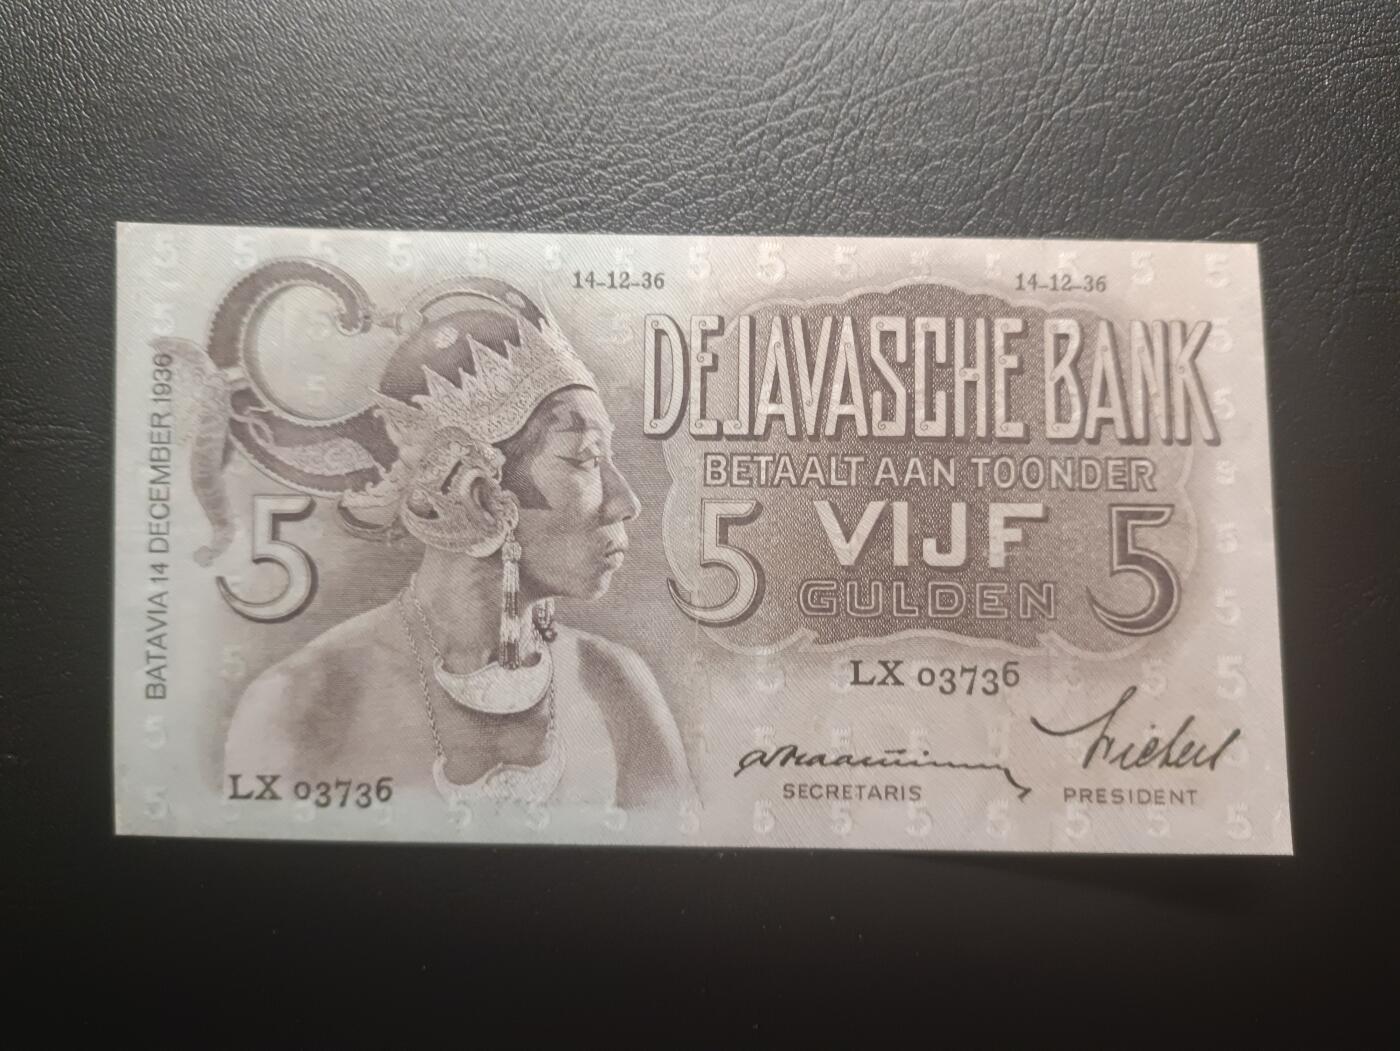 14-12-36
14-12-36
DE JAVASCHE BANK
BETAALT AAN TOONDER
5 VIJF 5
GULDEN
5
BATAVIA 14 DECEMBER 1936
LX 03736
LX 03736
SECRETARIS
PRESIDENT